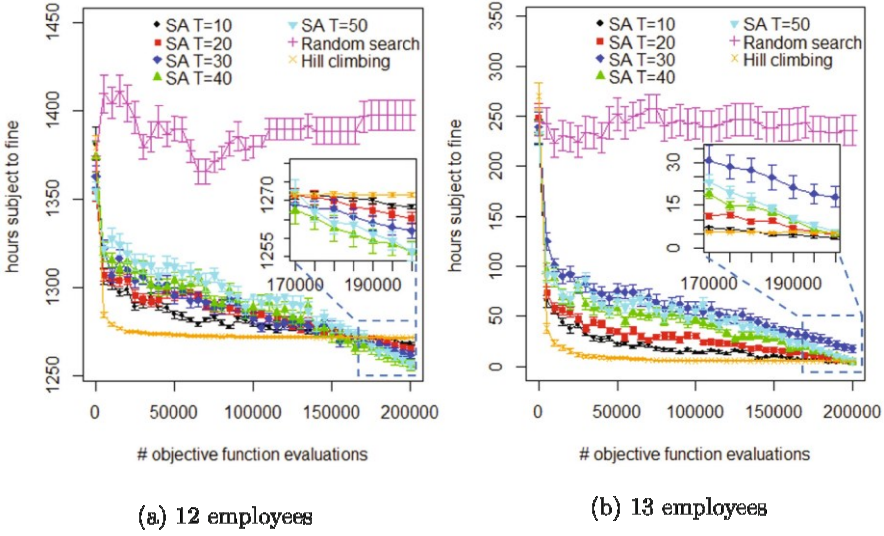 1450
1400
1350
1300
1250
hours subject to fine
SA T=10
SA T=20
SA T=30
SA T=40
SA T=50
Random search
Hill climbing
1270
1255
170000
190000
0
50000
100000
150000
200000
# objective function evaluations
(a) 12 employees
350
300
250
200
150
100
50
0
hours subject to fine
SA T=10
SA T=20
SA T=30
SA T=40
SA T=50
Random search
Hill climbing
30
15
0
170000
190000
0
50000
100000
150000
200000
# objective function evaluations
(b) 13 employees